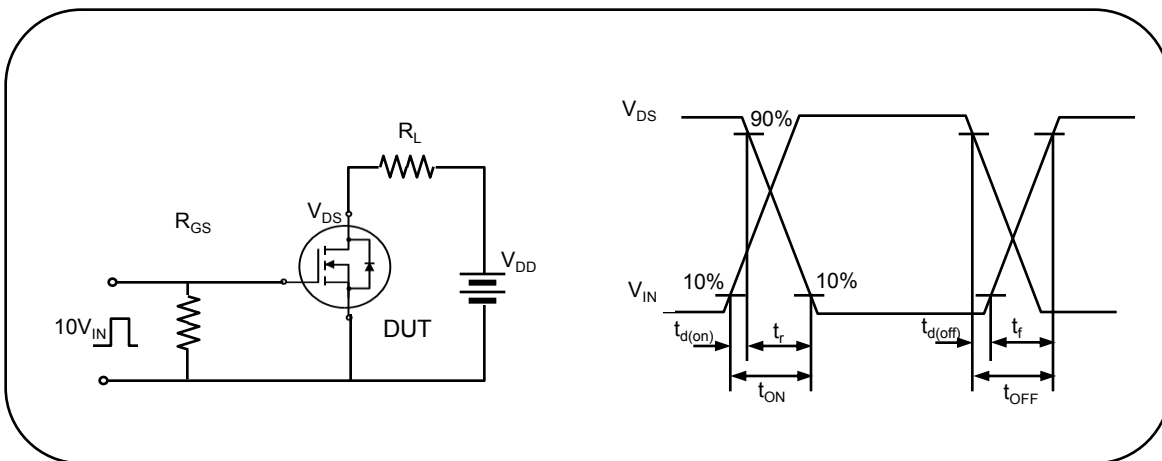 R_L
V_DS
R_GS
V_DD
10V_IN
DUT
V_DS
90%
V_IN
10%
10%
t_d(on)
t_r
t_d(off)
t_f
t_ON
t_OFF